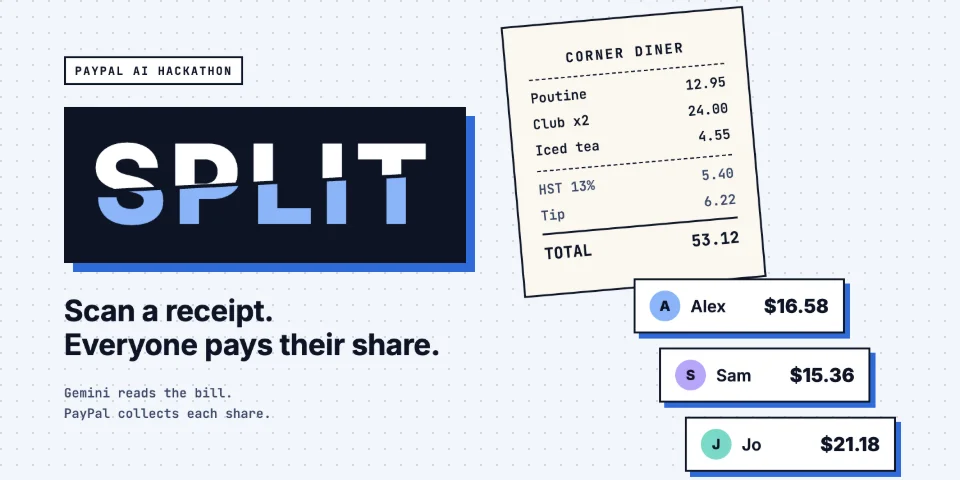 PAYPAL AI HACKATHON
SPLIT
Scan a receipt.
Everyone pays their share.
Gemini reads the bill.
PayPal collects each share.
CORNER DINER
Poutine 12.95
Club x2 24.00
Iced tea 4.55
HST 13% 5.40
Tip 6.22
TOTAL 53.12
A Alex $16.58
S Sam $15.36
J Jo $21.18